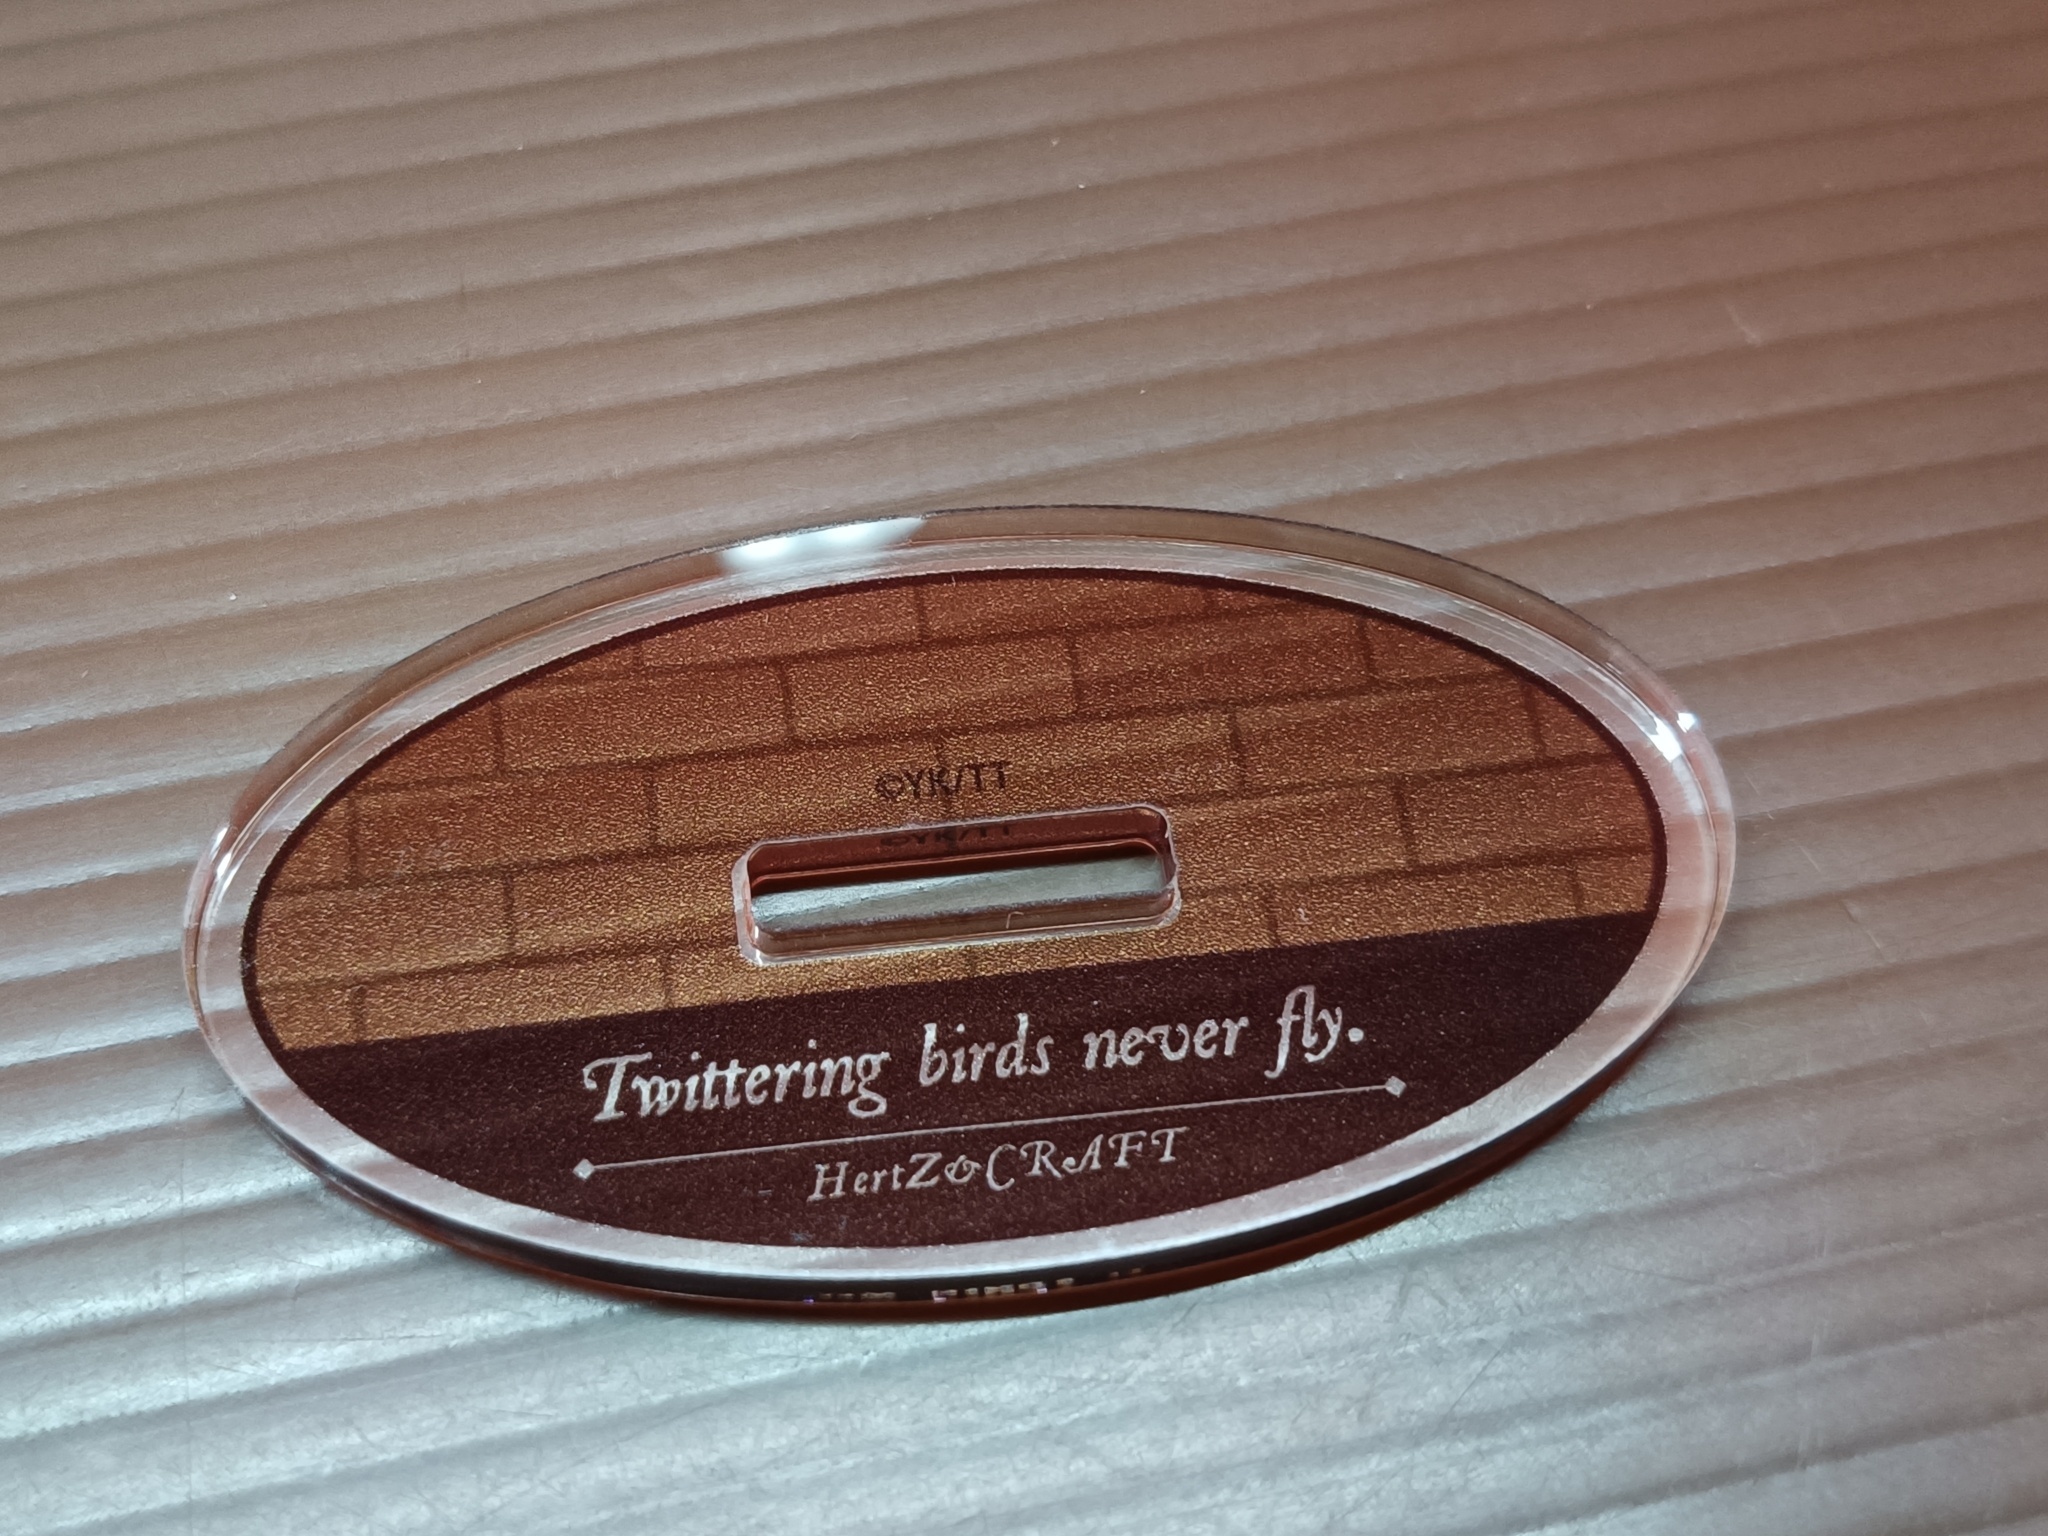 ©YK/TT
Twittering birds never fly.
HertZ&CRAFT